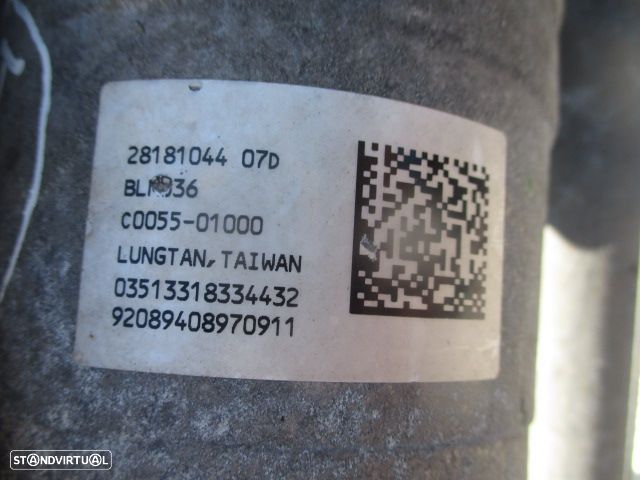 28181044 07D
C0055-01000
LUNGTAN, TAIWAN
03513318334432
92089408970911
STANDVIRTUAL